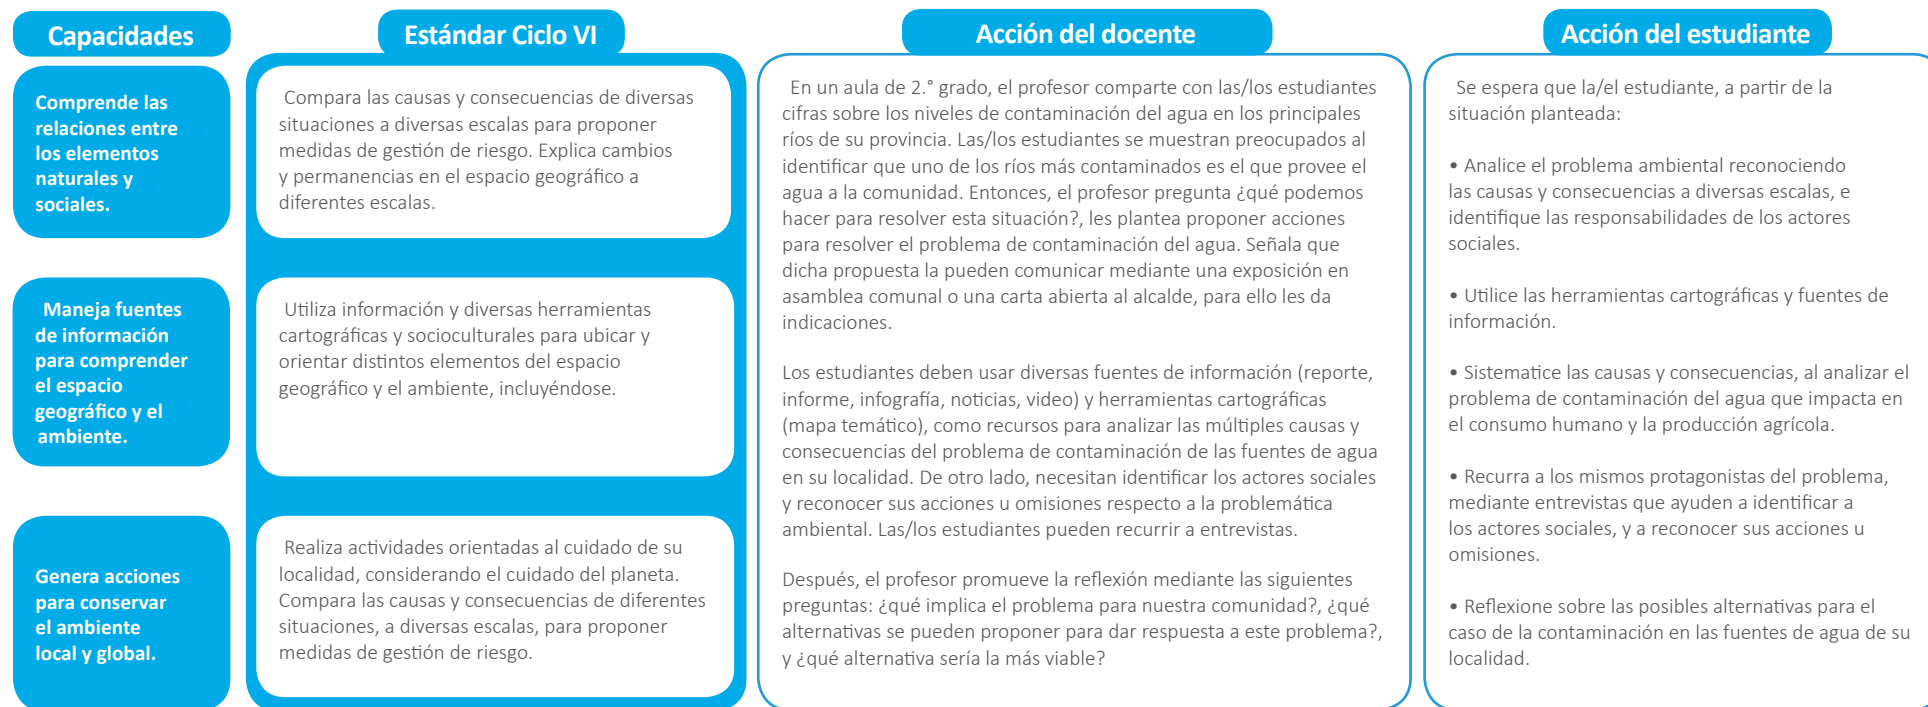 Capacidades
Estándar Ciclo VI
Acción del docente
Acción del estudiante
Comprende las
relaciones entre
los elementos
naturales y
sociales.
Compara las causas y consecuencias de diversas
situaciones a diversas escalas para proponer
medidas de gestión de riesgo. Explica cambios
y permanencias en el espacio geográfico a
diferentes escalas.
Maneja fuentes
de información
para comprender
el espacio
geográfico y el
ambiente.
Utiliza información y diversas herramientas
cartográficas y socioculturales para ubicar y
orientar distintos elementos del espacio
geográfico y el ambiente, incluyéndose.
Genera acciones
para conservar
el ambiente
local y global.
Realiza actividades orientadas al cuidado de su
localidad, considerando el cuidado del planeta.
Compara las causas y consecuencias de diferentes
situaciones, a diversas escalas, para proponer
medidas de gestión de riesgo.
En un aula de 2.° grado, el profesor comparte con las/los estudiantes
cifras sobre los niveles de contaminación del agua en los principales
ríos de su provincia. Las/los estudiantes se muestran preocupados al
identificar que uno de los ríos más contaminados es el que provee el
agua a la comunidad. Entonces, el profesor pregunta ¿qué podemos
hacer para resolver esta situación?, les plantea proponer acciones
para resolver el problema de contaminación del agua. Señala que
dicha propuesta la pueden comunicar mediante una exposición en
asamblea comunal o una carta abierta al alcalde, para ello les da
indicaciones.
Los estudiantes deben usar diversas fuentes de información (reporte,
informe, infografía, noticias, video) y herramientas cartográficas
(mapa temático), como recursos para analizar las múltiples causas y
consecuencias del problema de contaminación de las fuentes de agua
en su localidad. De otro lado, necesitan identificar los actores sociales
y reconocer sus acciones u omisiones respecto a la problemática
ambiental. Las/los estudiantes pueden recurrir a entrevistas.
Después, el profesor promueve la reflexión mediante las siguientes
preguntas: ¿qué implica el problema para nuestra comunidad?, ¿qué
alternativas se pueden proponer para dar respuesta a este problema?,
y ¿qué alternativa sería la más viable?
Se espera que la/el estudiante, a partir de la
situación planteada:
• Analice el problema ambiental reconociendo
las causas y consecuencias a diversas escalas, e
identifique las responsabilidades de los actores
sociales.
• Utilice las herramientas cartográficas y fuentes de
información.
• Sistematice las causas y consecuencias, al analizar el
problema de contaminación del agua que impacta en
el consumo humano y la producción agrícola.
• Recurra a los mismos protagonistas del problema,
mediante entrevistas que ayuden a identificar a
los actores sociales, y a reconocer sus acciones u
omisiones.
• Reflexione sobre las posibles alternativas para el
caso de la contaminación en las fuentes de agua de su
localidad.